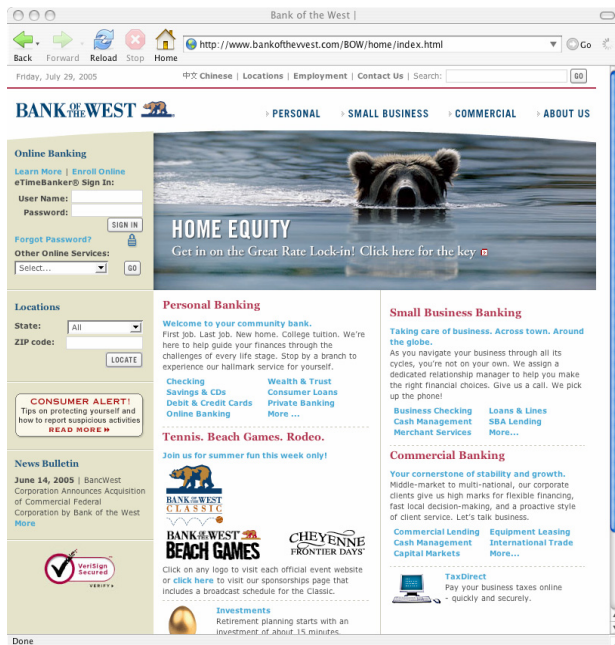 Bank of the West |
Back Forward Reload Stop Home
http://www.bankofthevvest.com/BOW/home/index.html
Go
Friday, July 29, 2005
中文 Chinese | Locations | Employment | Contact Us | Search:
GO
BANK OF THE WEST
PERSONAL SMALL BUSINESS COMMERCIAL ABOUT US
Online Banking
Learn More | Enroll Online
eTimeBanker® Sign In:
User Name:
Password:
SIGN IN
Forgot Password?
Other Online Services:
Select...
GO
HOME EQUITY
Get in on the Great Rate Lock-in! Click here for the key
Locations
State: All
ZIP code:
LOCATE
CONSUMER ALERT!
Tips on protecting yourself and
how to report suspicious activities
READ MORE
News Bulletin
June 14, 2005 | BancWest
Corporation Announces Acquisition
of Commercial Federal
Corporation by Bank of the West
More
VeriSign
Secured
VERIFY
Personal Banking
Welcome to your community bank.
First job. Last job. New home. College tuition. We're
here to help guide your finances through the
challenges of every life stage. Stop by a branch to
experience our hallmark service for yourself.
Checking Wealth & Trust
Savings & CDs Consumer Loans
Debit & Credit Cards Private Banking
Online Banking More ...
Tennis. Beach Games. Rodeo.
Join us for summer fun this week only!
BANK OF THE WEST
CLASSIC
BANK OF THE WEST
BEACH GAMES
CHEYENNE
FRONTIER DAYS
Click on any logo to visit each official event website
or click here to visit our sponsorships page that
includes a broadcast schedule for the Classic.
Investments
Retirement planning starts with an
investment of about 15 minutes.
Small Business Banking
Taking care of business. Across town. Around
the globe.
As you navigate your business through all its
cycles, you're not on your own. We assign a
dedicated relationship manager to help you make
the right financial choices. Give us a call. We pick
up the phone!
Business Checking Loans & Lines
Cash Management SBA Lending
Merchant Services More...
Commercial Banking
Your cornerstone of stability and growth.
Middle-market to multi-national, our corporate
clients give us high marks for flexible financing,
fast local decision-making, and a proactive style
of client service. Let's talk business.
Commercial Lending Equipment Leasing
Cash Management International Trade
Capital Markets More...
TaxDirect
Pay your business taxes online
- quickly and securely.
Done